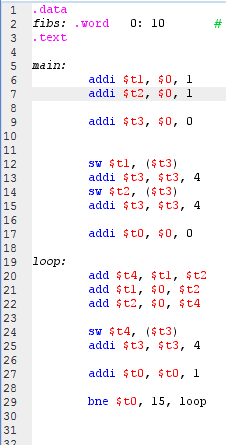 1 .data
2 fibs: .word 0: 10 #
3 .text
4
5 main:
6 addi $t1, $0, 1
7 addi $t2, $0, 1
8
9 addi $t3, $0, 0
10
11
12 sw $t1, ($t3)
13 addi $t3, $t3, 4
14 sw $t2, ($t3)
15 addi $t3, $t3, 4
16
17 addi $t0, $0, 0
18
19 loop:
20 add $t4, $t1, $t2
21 add $t1, $0, $t2
22 add $t2, $0, $t4
23
24 sw $t4, ($t3)
25 addi $t3, $t3, 4
26
27 addi $t0, $t0, 1
28
29 bne $t0, 15, loop
30
31